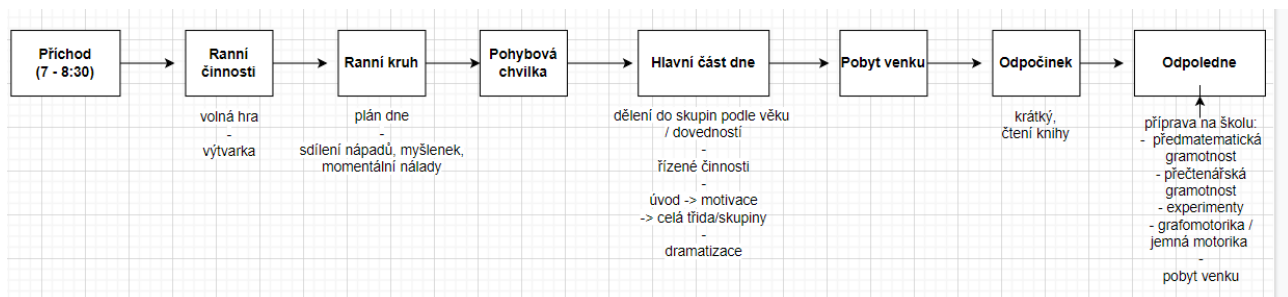 Příchod
(7 - 8:30)
Ranní
činnosti
volná hra
-
výtvarka
Ranní kruh
plán dne
-
sdílení nápadů, myšlenek,
momentální nálady
Pohybová
chvilka
Hlavní část dne
dělení do skupin podle věku
/ dovedností
-
řízené činnosti
-
úvod -> motivace
-> celá třída/skupiny
-
dramatizace
Pobyt venku
Odpočinek
krátký,
čtení knihy
Odpoledne
příprava na školu:
- předmatematická
gramotnost
- přečtenářská
gramotnost
- experimenty
- grafomotorika /
jemná motorika
-
pobyt venku